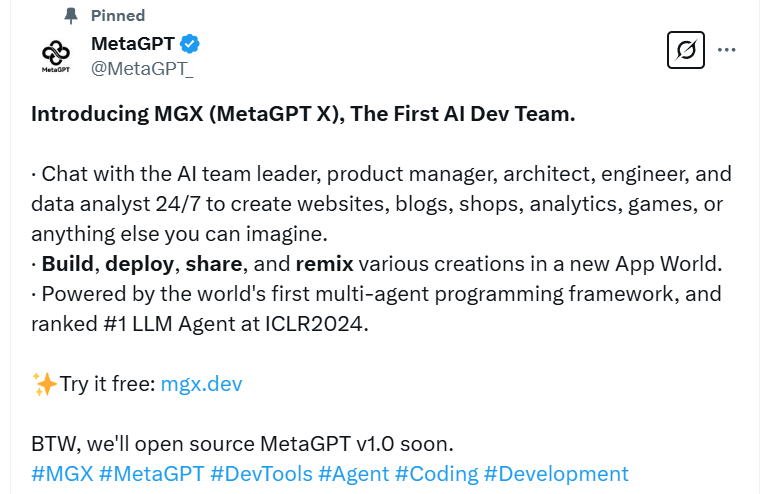 Pinned
MetaGPT
@MetaGPT_
MetaGPT
Introducing MGX (MetaGPT X), The First AI Dev Team.
· Chat with the AI team leader, product manager, architect, engineer, and
data analyst 24/7 to create websites, blogs, shops, analytics, games, or
anything else you can imagine.
· Build, deploy, share, and remix various creations in a new App World.
· Powered by the world's first multi-agent programming framework, and
ranked #1 LLM Agent at ICLR2024.
✨Try it free: mgx.dev
BTW, we'll open source MetaGPT v1.0 soon.
#MGX #MetaGPT #DevTools #Agent #Coding #Development